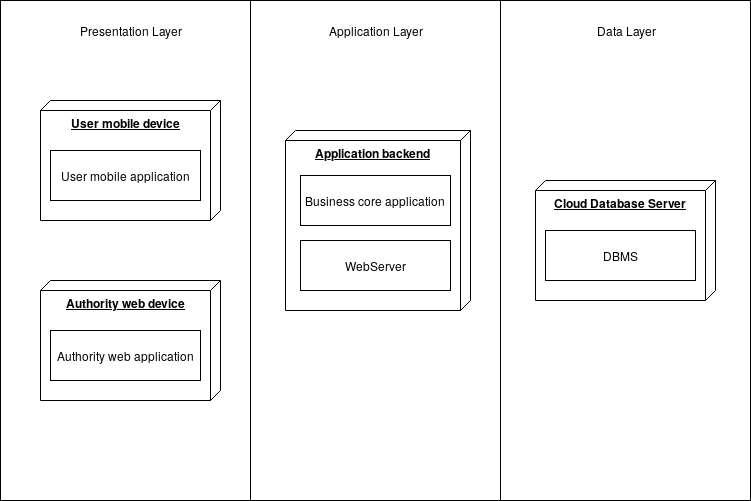 Presentation Layer
Application Layer
Data Layer
User mobile device
User mobile application
Authority web device
Authority web application
Application backend
Business core application
WebServer
Cloud Database Server
DBMS